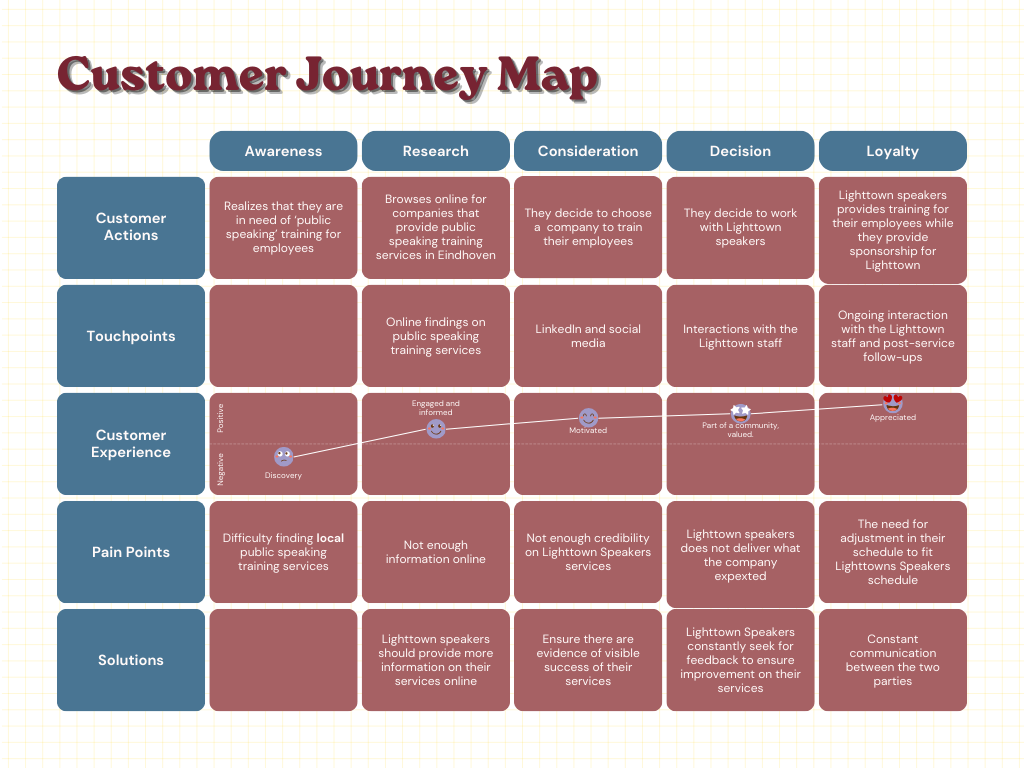 Customer Journey Map
Awareness
Research
Consideration
Decision
Loyalty
Customer
Actions
Realizes that they are
in need of 'public
speaking' training for
employees
Browses online for
companies that
provide public
speaking training
services in Eindhoven
They decide to choose
a company to train
their employees
They decide to work
with Lighttown
speakers
Lighttown speakers
provides training for
their employees while
they provide
sponsorship for
Lighttown
Touchpoints
Online findings on
public speaking
training services
LinkedIn and social
media
Interactions with the
Lighttown staff
Ongoing interaction
with the Lighttown
staff and post-service
follow-ups
Customer
Experience
Positive
Negative
Discovery
Engaged and
informed
Motivated
Part of a community,
valued.
Appreciated
Pain Points
Difficulty finding local
public speaking
training services
Not enough
information online
Not enough credibility
on Lighttown Speakers
services
Lighttown speakers
does not deliver what
the company
expexted
The need for
adjustment in their
schedule to fit
Lighttowns Speakers
schedule
Solutions
Lighttown speakers
should provide more
information on their
services online
Ensure there are
evidence of visible
success of their
services
Lighttown Speakers
constantly seek for
feedback to ensure
improvement on their
services
Constant
communication
between the two
parties